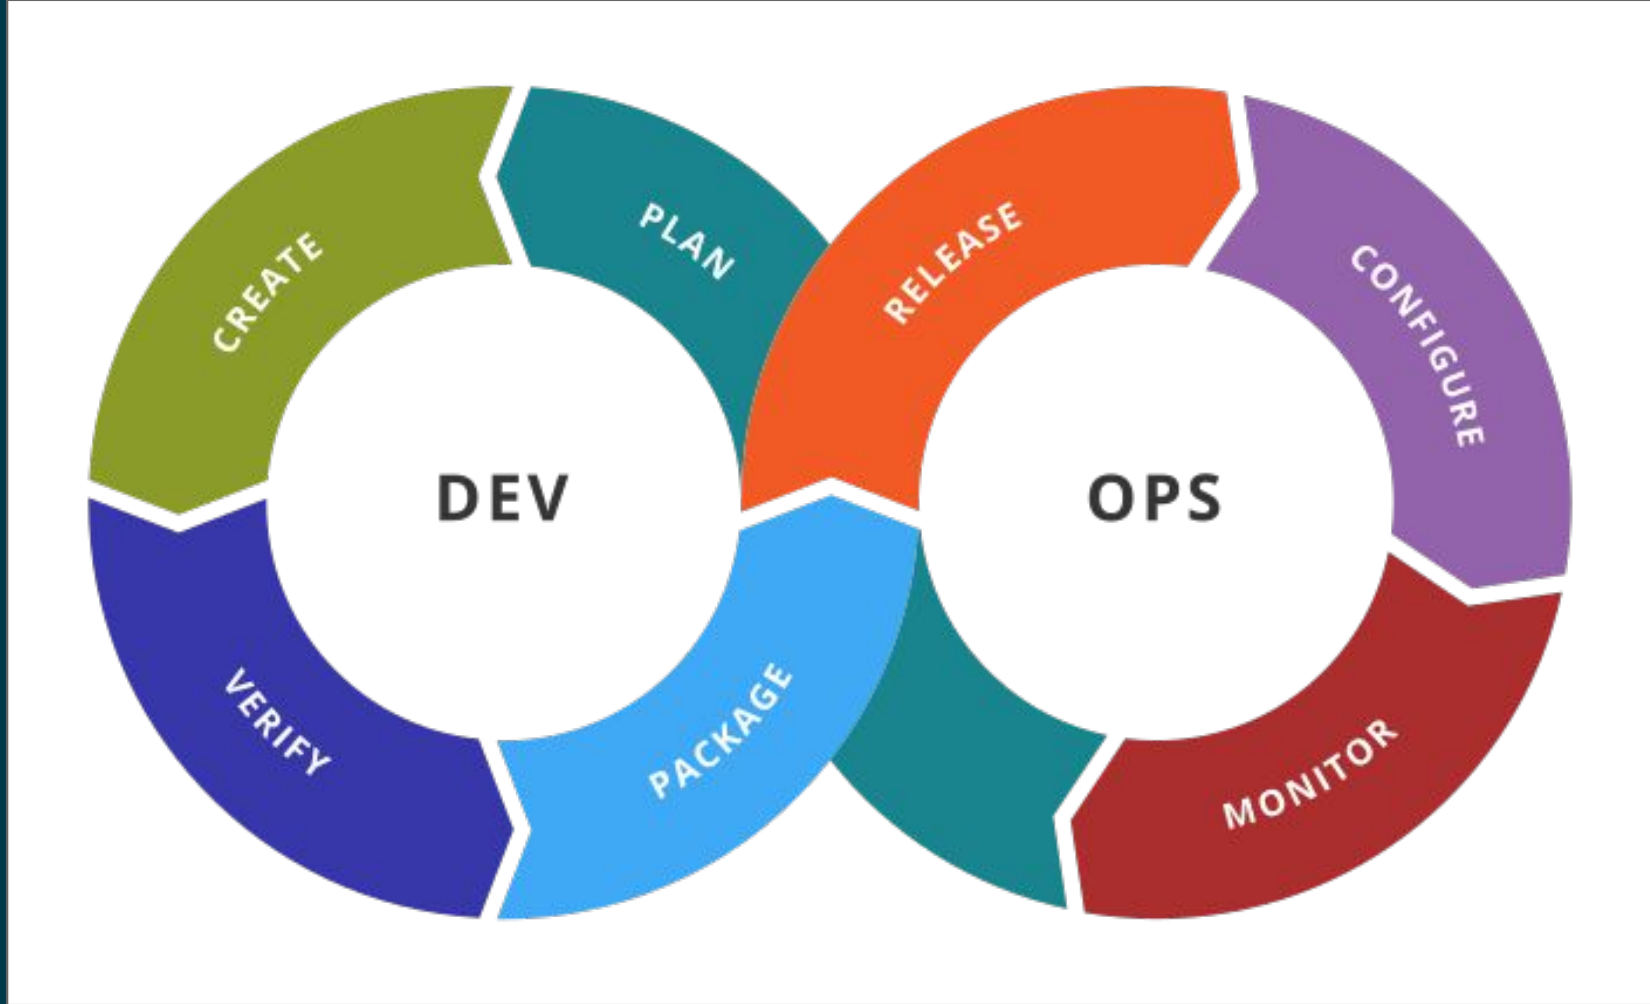 PLAN
RELEASE
CREATE
CONFIGURE
DEV
OPS
VERIFY
PACKAGE
MONITOR